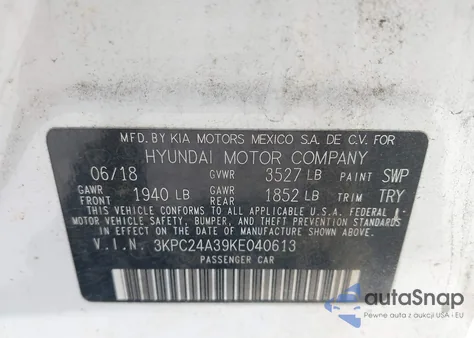 MFD. BY KIA MOTORS MEXICO S.A. DE C.V. FOR
HYUNDAI MOTOR COMPANY
06/18 GVWR 3527 LB PAINT SWP
GAWR FRONT 1940 LB GAWR REAR 1852 LB TRIM TRY
THIS VEHICLE CONFORMS TO ALL APPLICABLE U.S.A. FEDERAL
MOTOR VEHICLE SAFETY, BUMPER, AND THEFT PREVENTION
STANDARDS IN EFFECT ON THE DATE OF MANUFACTURE SHOWN ABOVE.
V.I.N. 3KPC24A39KE040613
PASSENGER CAR
autoSnap
Pewne auta z aukcji USA i EU